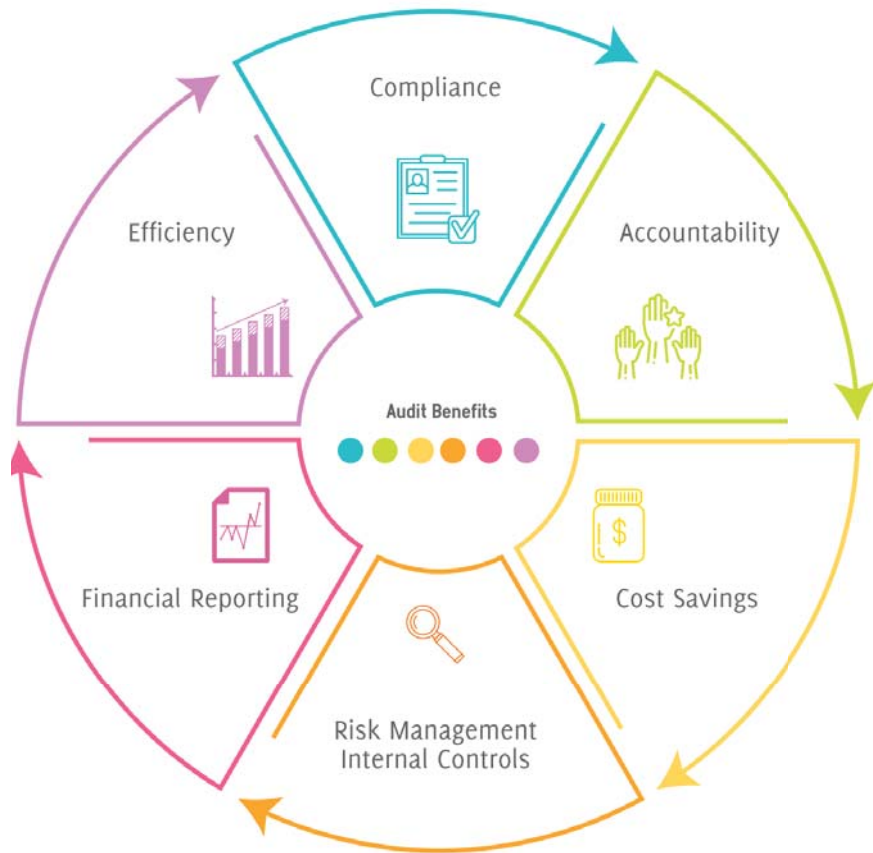 Compliance
Accountability
Efficiency
Audit Benefits
$
Cost Savings
Financial Reporting
Risk Management
Internal Controls